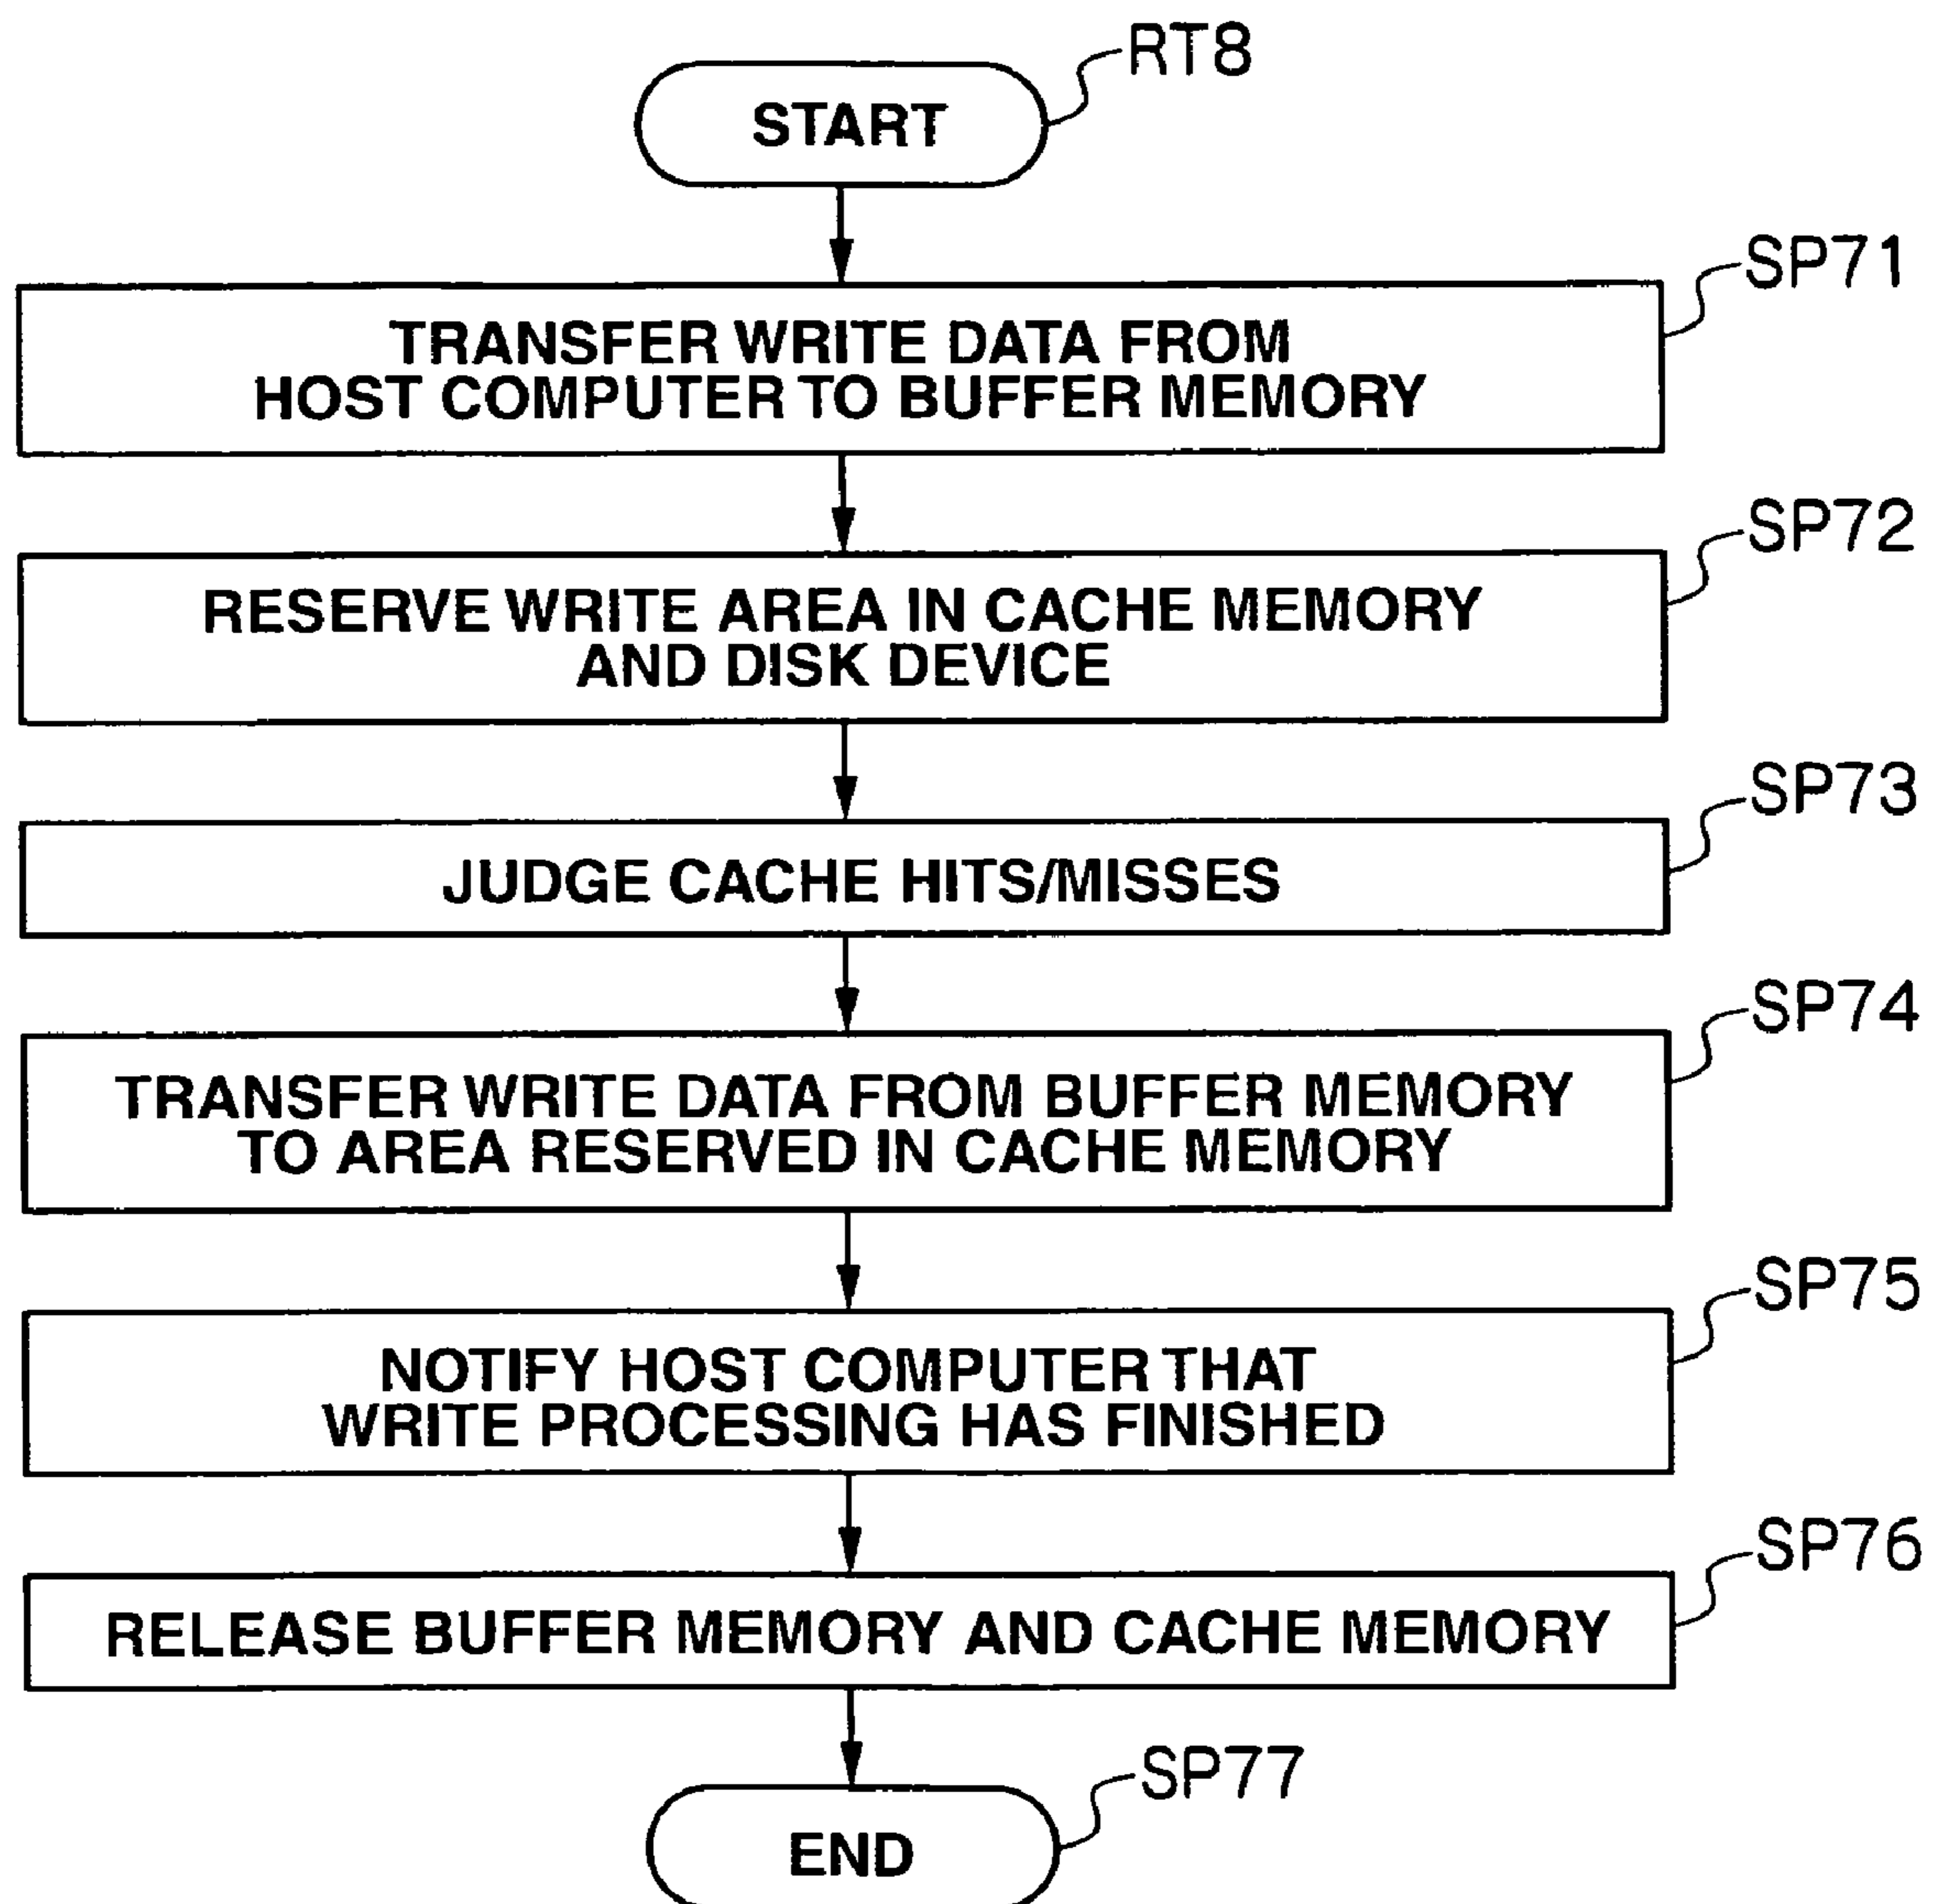 RT8
START
SP71
TRANSFER WRITE DATA FROM
HOST COMPUTER TO BUFFER MEMORY
SP72
RESERVE WRITE AREA IN CACHE MEMORY
AND DISK DEVICE
SP73
JUDGE CACHE HITS/MISSES
SP74
TRANSFER WRITE DATA FROM BUFFER MEMORY
TO AREA RESERVED IN CACHE MEMORY
SP75
NOTIFY HOST COMPUTER THAT
WRITE PROCESSING HAS FINISHED
SP76
RELEASE BUFFER MEMORY AND CACHE MEMORY
SP77
END